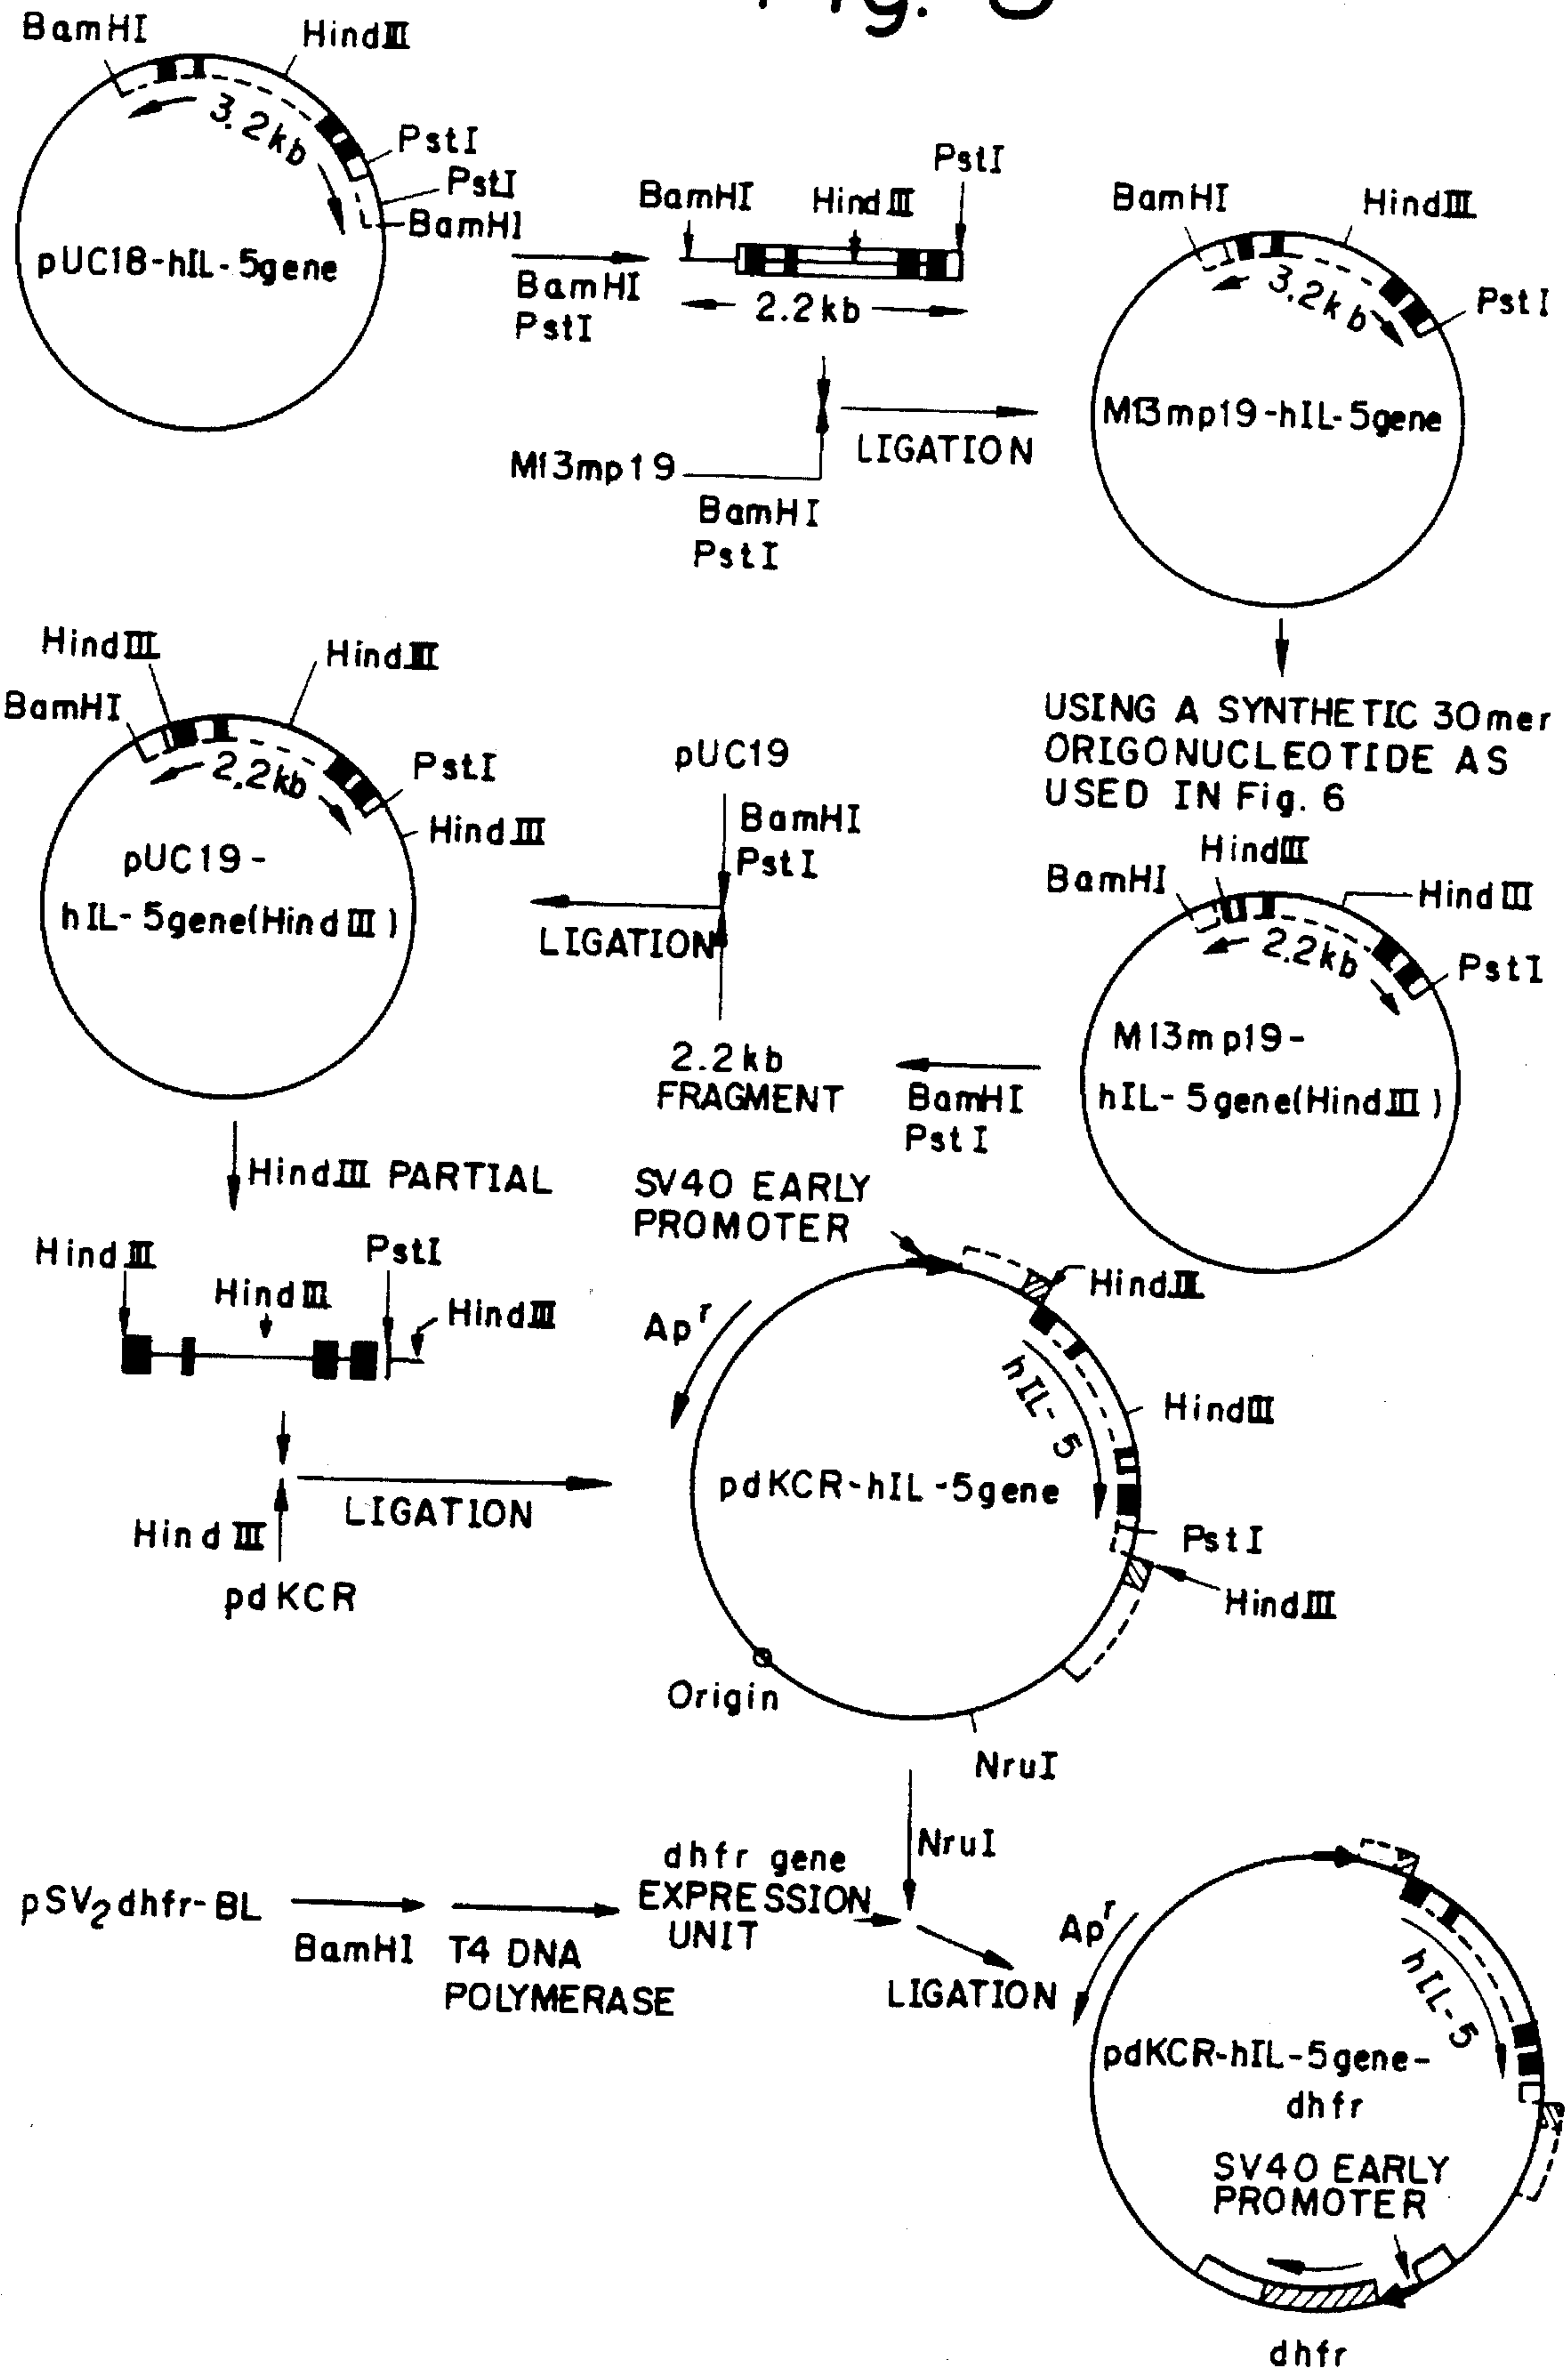 Fig.
BamHI
HindIII
3.2kb
PstI
PstI
BamHI
pUC18-hIL-5gene
BamHI
PstI
BamHI
HindIII
PstI
2.2kb
M13mp19
BamHI
PstI
LIGATION
BamHI
HindIII
3.2kb
PstI
M13mp19-hIL-5gene
USING A SYNTHETIC 30mer
ORIGONUCLEOTIDE AS
USED IN Fig. 6
HindIII
BamHI
HindIII
2.2kb
PstI
M13mp19-
hIL-5gene(HindIII)
BamHI
PstI
2.2kb
FRAGMENT
pUC19
BamHI
PstI
LIGATION
HindIII
HindIII
BamHI
2.2kb
PstI
HindIII
pUC19-
hIL-5gene(HindIII)
HindIII PARTIAL
HindIII
HindIII
PstI
HindIII
HindIII
pdKCR
LIGATION
SV40 EARLY
PROMOTER
HindIII
Apr
hIL-5
HindIII
pdKCR-hIL-5gene
PstI
HindIII
Origin
NruI
NruI
pSV2dhfr-BL
BamHI
T4 DNA
POLYMERASE
dhfr gene
EXPRESSION
UNIT
LIGATION
Apr
hIL-5
pdKCR-hIL-5gene-
dhfr
SV40 EARLY
PROMOTER
dhfr